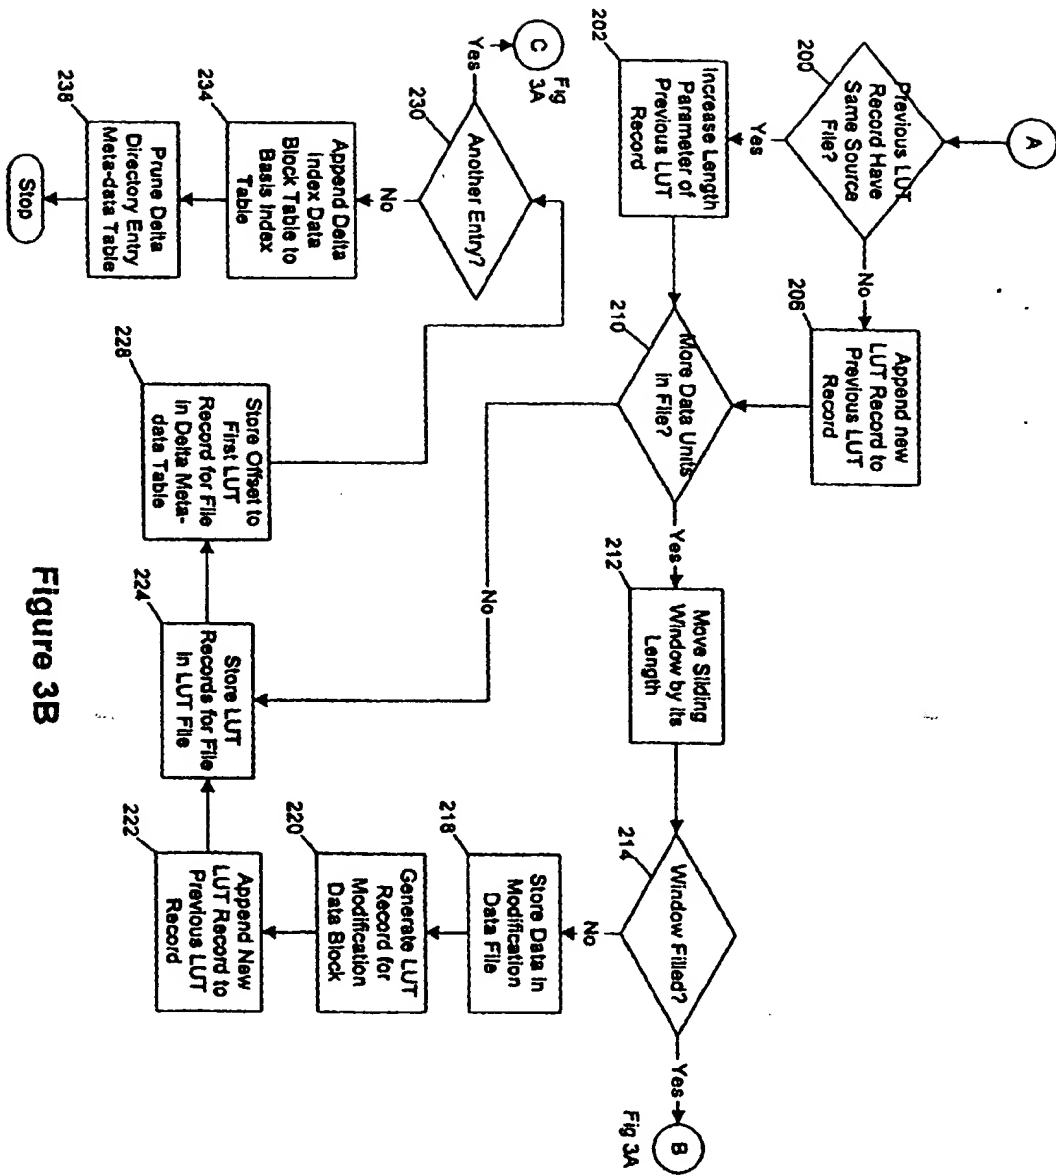 A
Previous LUT
Record Have
Same Source
File?
200
Yes
No
Increase Length
Parameter of
Previous LUT
Record
202
Append new
LUT Record to
Previous LUT
Record
206
More Data Units
in File?
210
Yes
No
Move Sliding
Window by its
Length
212
Window Filled?
214
Yes
B
Fig 3A
No
Store Data in
Modification
Data File
218
Generate LUT
Record for
Modification
Data Block
220
Append New
LUT Record to
Previous LUT
Record
222
Store LUT
Records for File
in LUT File
224
Store Offset to
First LUT
Record for File
in Delta Meta-
data Table
228
Another Entry?
230
Yes
C
Fig
3A
No
Append Delta
Index Data
Block Table to
Basis Index
Table
234
Prune Delta
Directory Entry
Meta-data Table
238
Stop
Figure 3B